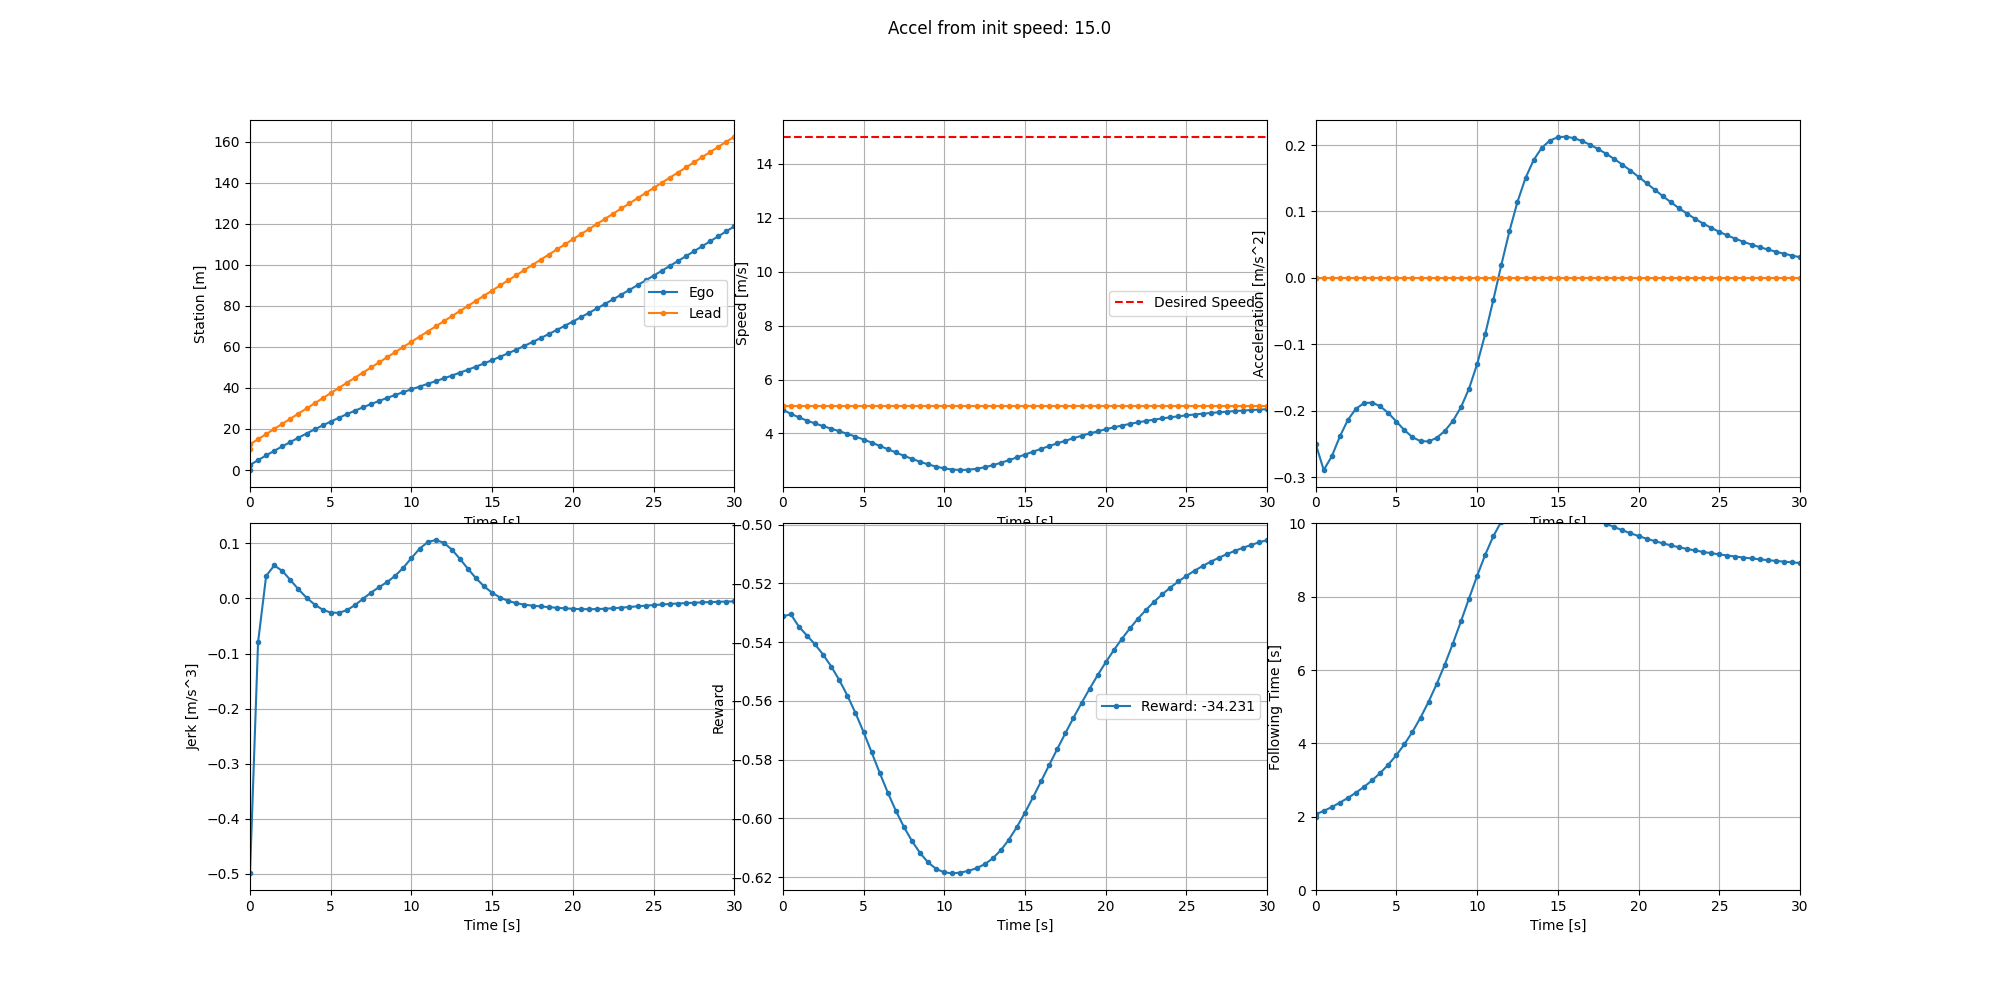 Accel from init speed: 15.0
Station [m]
160
140
120
100
80
60
40
20
0
Ego
Lead
0 5 10 15 20 25 30
Time [s]
Speed [m/s]
14
12
10
8
6
4
Desired Speed
0 5 10 15 20 25 30
Time [s]
Acceleration [m/s^2]
0.2
0.1
0.0
−0.1
−0.2
−0.3
0 5 10 15 20 25 30
Time [s]
Jerk [m/s^3]
0.1
0.0
−0.1
−0.2
−0.3
−0.4
−0.5
0 5 10 15 20 25 30
Time [s]
Reward
−0.50
−0.52
−0.54
−0.56
−0.58
−0.60
−0.62
Reward: -34.231
0 5 10 15 20 25 30
Time [s]
Following Time [s]
10
8
6
4
2
0
0 5 10 15 20 25 30
Time [s]